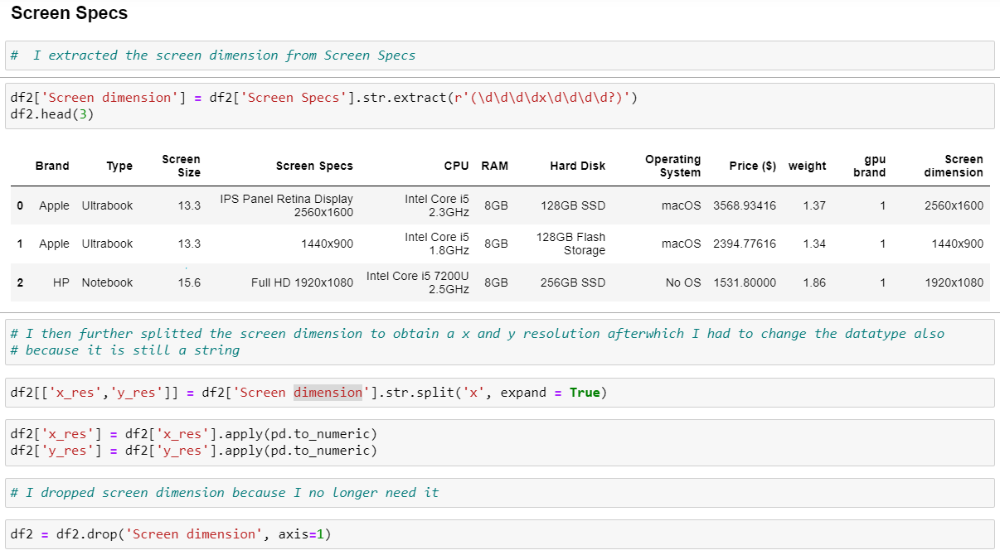 Screen Specs
#  I extracted the screen dimension from Screen Specs
df2['Screen dimension'] = df2['Screen Specs'].str.extract(r'(\d\d\d\dx\d\d\d\d?)')
df2.head(3)
Brand Type Screen Size Screen Specs CPU RAM Hard Disk Operating System Price ($) weight gpu brand Screen dimension
0 Apple Ultrabook 13.3 IPS Panel Retina Display 2560x1600 Intel Core i5 2.3GHz 8GB 128GB SSD macOS 3568.93416 1.37 1 2560x1600
1 Apple Ultrabook 13.3 1440x900 Intel Core i5 1.8GHz 8GB 128GB Flash Storage macOS 2394.77616 1.34 1 1440x900
2 HP Notebook 15.6 Full HD 1920x1080 Intel Core i5 7200U 2.5GHz 8GB 256GB SSD No OS 1531.80000 1.86 1 1920x1080
# I then further splitted the screen dimension to obtain a x and y resolution afterwhich I had to change the datatype also
# because it is still a string
df2[['x_res','y_res']] = df2['Screen dimension'].str.split('x', expand = True)
df2['x_res'] = df2['x_res'].apply(pd.to_numeric)
df2['y_res'] = df2['y_res'].apply(pd.to_numeric)
# I dropped screen dimension because I no longer need it
df2 = df2.drop('Screen dimension', axis=1)